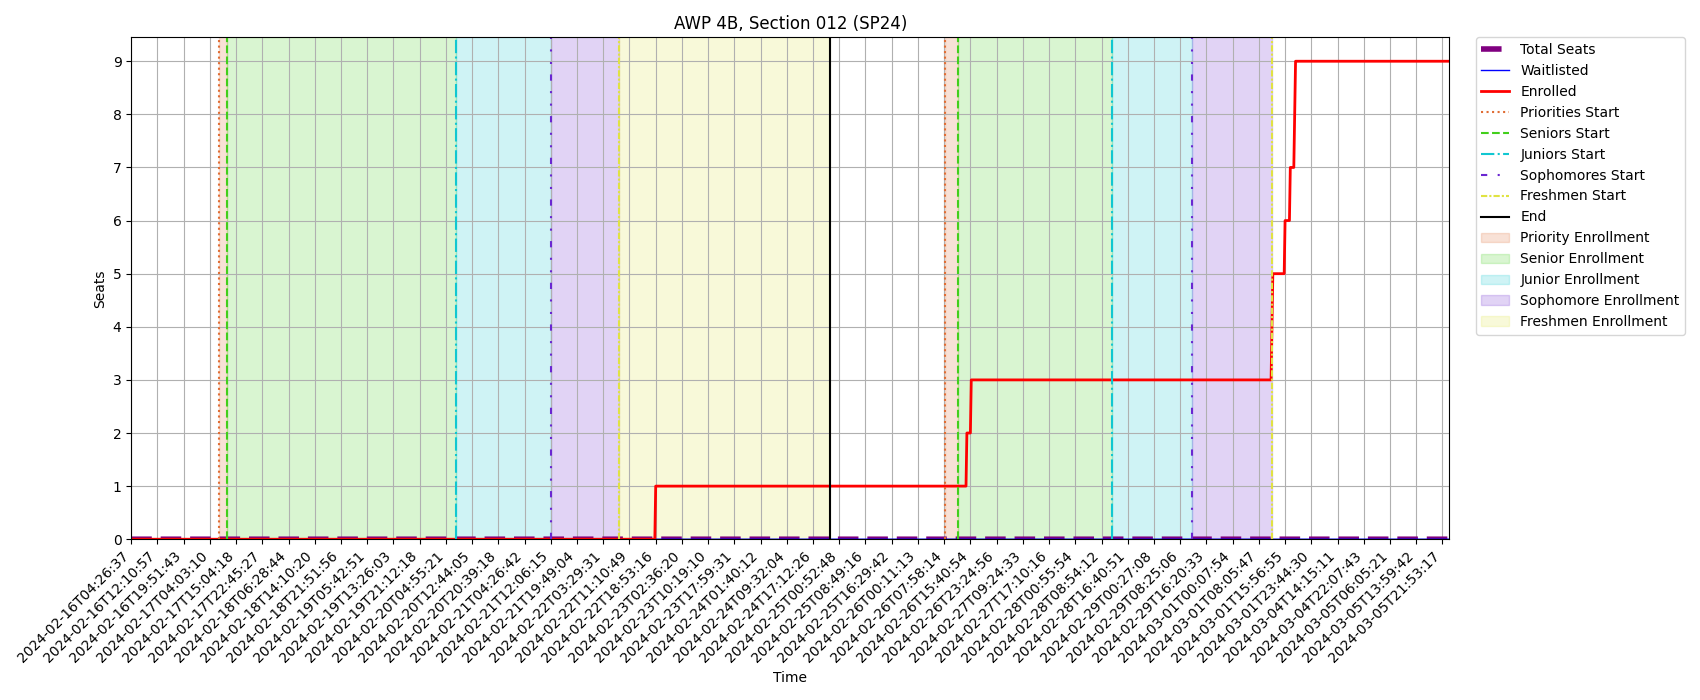 AWP 4B, Section 012 (SP24)
Seats
9
8
7
6
5
4
3
2
1
0
2024-02-16T04:26:37
2024-02-16T12:10:57
2024-02-16T19:51:43
2024-02-17T04:03:10
2024-02-17T15:04:18
2024-02-17T22:45:27
2024-02-18T06:28:44
2024-02-18T14:10:20
2024-02-18T21:51:56
2024-02-19T05:42:51
2024-02-19T13:26:03
2024-02-19T21:12:18
2024-02-20T04:55:21
2024-02-20T12:44:05
2024-02-20T20:39:18
2024-02-21T04:26:42
2024-02-21T12:06:15
2024-02-21T19:49:04
2024-02-22T03:29:31
2024-02-22T11:10:49
2024-02-22T18:53:16
2024-02-23T02:36:20
2024-02-23T10:19:10
2024-02-23T17:59:31
2024-02-24T01:40:12
2024-02-24T09:32:04
2024-02-24T17:12:26
2024-02-25T00:52:48
2024-02-25T08:49:16
2024-02-25T16:29:42
2024-02-26T00:11:13
2024-02-26T07:58:14
2024-02-26T15:40:54
2024-02-26T23:24:56
2024-02-27T09:24:33
2024-02-27T17:10:16
2024-02-28T00:55:54
2024-02-28T08:54:12
2024-02-28T16:40:51
2024-02-29T00:27:08
2024-02-29T08:25:06
2024-02-29T16:20:33
2024-03-01T00:07:54
2024-03-01T08:05:47
2024-03-01T15:56:55
2024-03-01T23:44:30
2024-03-04T14:15:11
2024-03-04T22:07:43
2024-03-05T06:05:21
2024-03-05T13:59:42
2024-03-05T21:53:17
Time
Total Seats
Waitlisted
Enrolled
Priorities Start
Seniors Start
Juniors Start
Sophomores Start
Freshmen Start
End
Priority Enrollment
Senior Enrollment
Junior Enrollment
Sophomore Enrollment
Freshmen Enrollment